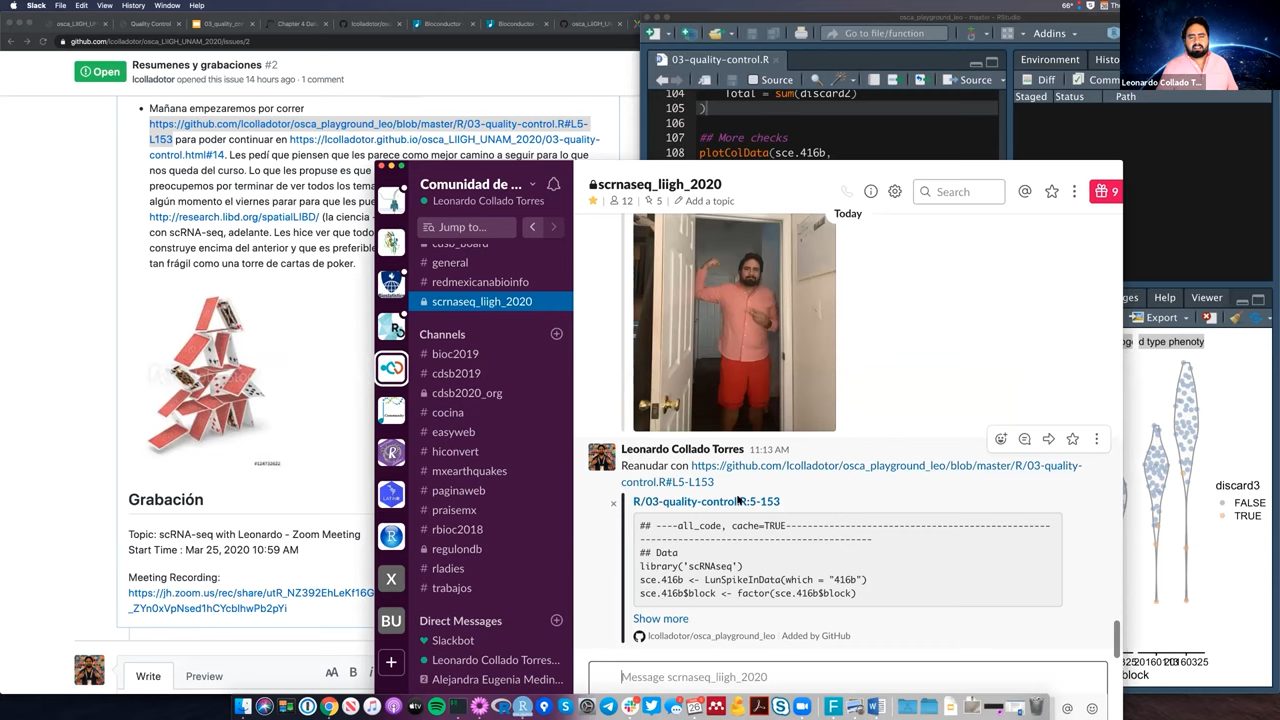 Slack File Edit View History Window Help
66°
github.com/lcolladotor/osca_LIIGH_UNAM_2020/issues/2
Open
Resumenes y grabaciones #2
lcolladotor opened this issue 14 hours ago · 1 comment
Mañana empezaremos por correr
https://github.com/lcolladotor/osca_playground_leo/blob/master/R/03-quality-control.R#L5-
L153 para poder continuar en https://lcolladotor.github.io/osca_LIIGH_UNAM_2020/03-quality-
control.html#14. Les pedí que piensen que les parece como mejor camino a seguir para lo que
nos queda del curso. Lo que les propuse es que
preocupemos por terminar de ver todos los tema
algún momento el viernes parar para que les pue
http://research.libd.org/spatialLIBD/ (la ciencia
con scRNA-seq, adelante. Les hice ver que todo
construye encima del anterior y que es preferible
tan frágil como una torre de cartas de poker.
Grabación
Topic: scRNA-seq with Leonardo - Zoom Meeting
Start Time : Mar 25, 2020 10:59 AM
Meeting Recording:
https://jh.zoom.us/rec/share/utR_NZ392EhLeKf16G
_ZYn0xVpNsed1hCYcbIhwPb2pYi
Write Preview
osca_playground_leo - master - RStudio
Go to file/function
Addins
03-quality-control.R
Source
Source
104 Total = sum(discard2)
105 )
106
107 ## More checks
108 plotColData(sce.416b,
Environment Histo
Diff Comm
Staged Status Path
Leonardo Collado T...
Help Viewer
Export
discard3
FALSE
TRUE
20160325
block
Comunidad de ...
Leonardo Collado Torres
Jump to...
cdsb_board
general
redmexicanabioinfo
scrnaseq_liigh_2020
Channels
# bioc2019
# cdsb2019
cdsb2020_org
# cocina
# easyweb
# hiconvert
# mxearthquakes
# paginaweb
# praisemx
# rbioc2018
regulondb
# rladies
# trabajos
Direct Messages
Slackbot
Leonardo Collado Torres...
2 Alejandra Eugenia Medin...
X
BU
scrnaseq_liigh_2020
12 5 Add a topic
Search
9
Today
Leonardo Collado Torres 11:13 AM
Reanudar con https://github.com/lcolladotor/osca_playground_leo/blob/master/R/03-quality-
control.R#L5-L153
R/03-quality-control.R:5-153
## ----all_code, cache=TRUE--------------------------------------------------
-------------------------------------------
## Data
library('scRNAseq')
sce.416b <- LunSpikeInData(which = "416b")
sce.416b$block <- factor(sce.416b$block)
Show more
lcolladotor/osca_playground_leo | Added by GitHub
Message scrnaseq_liigh_2020